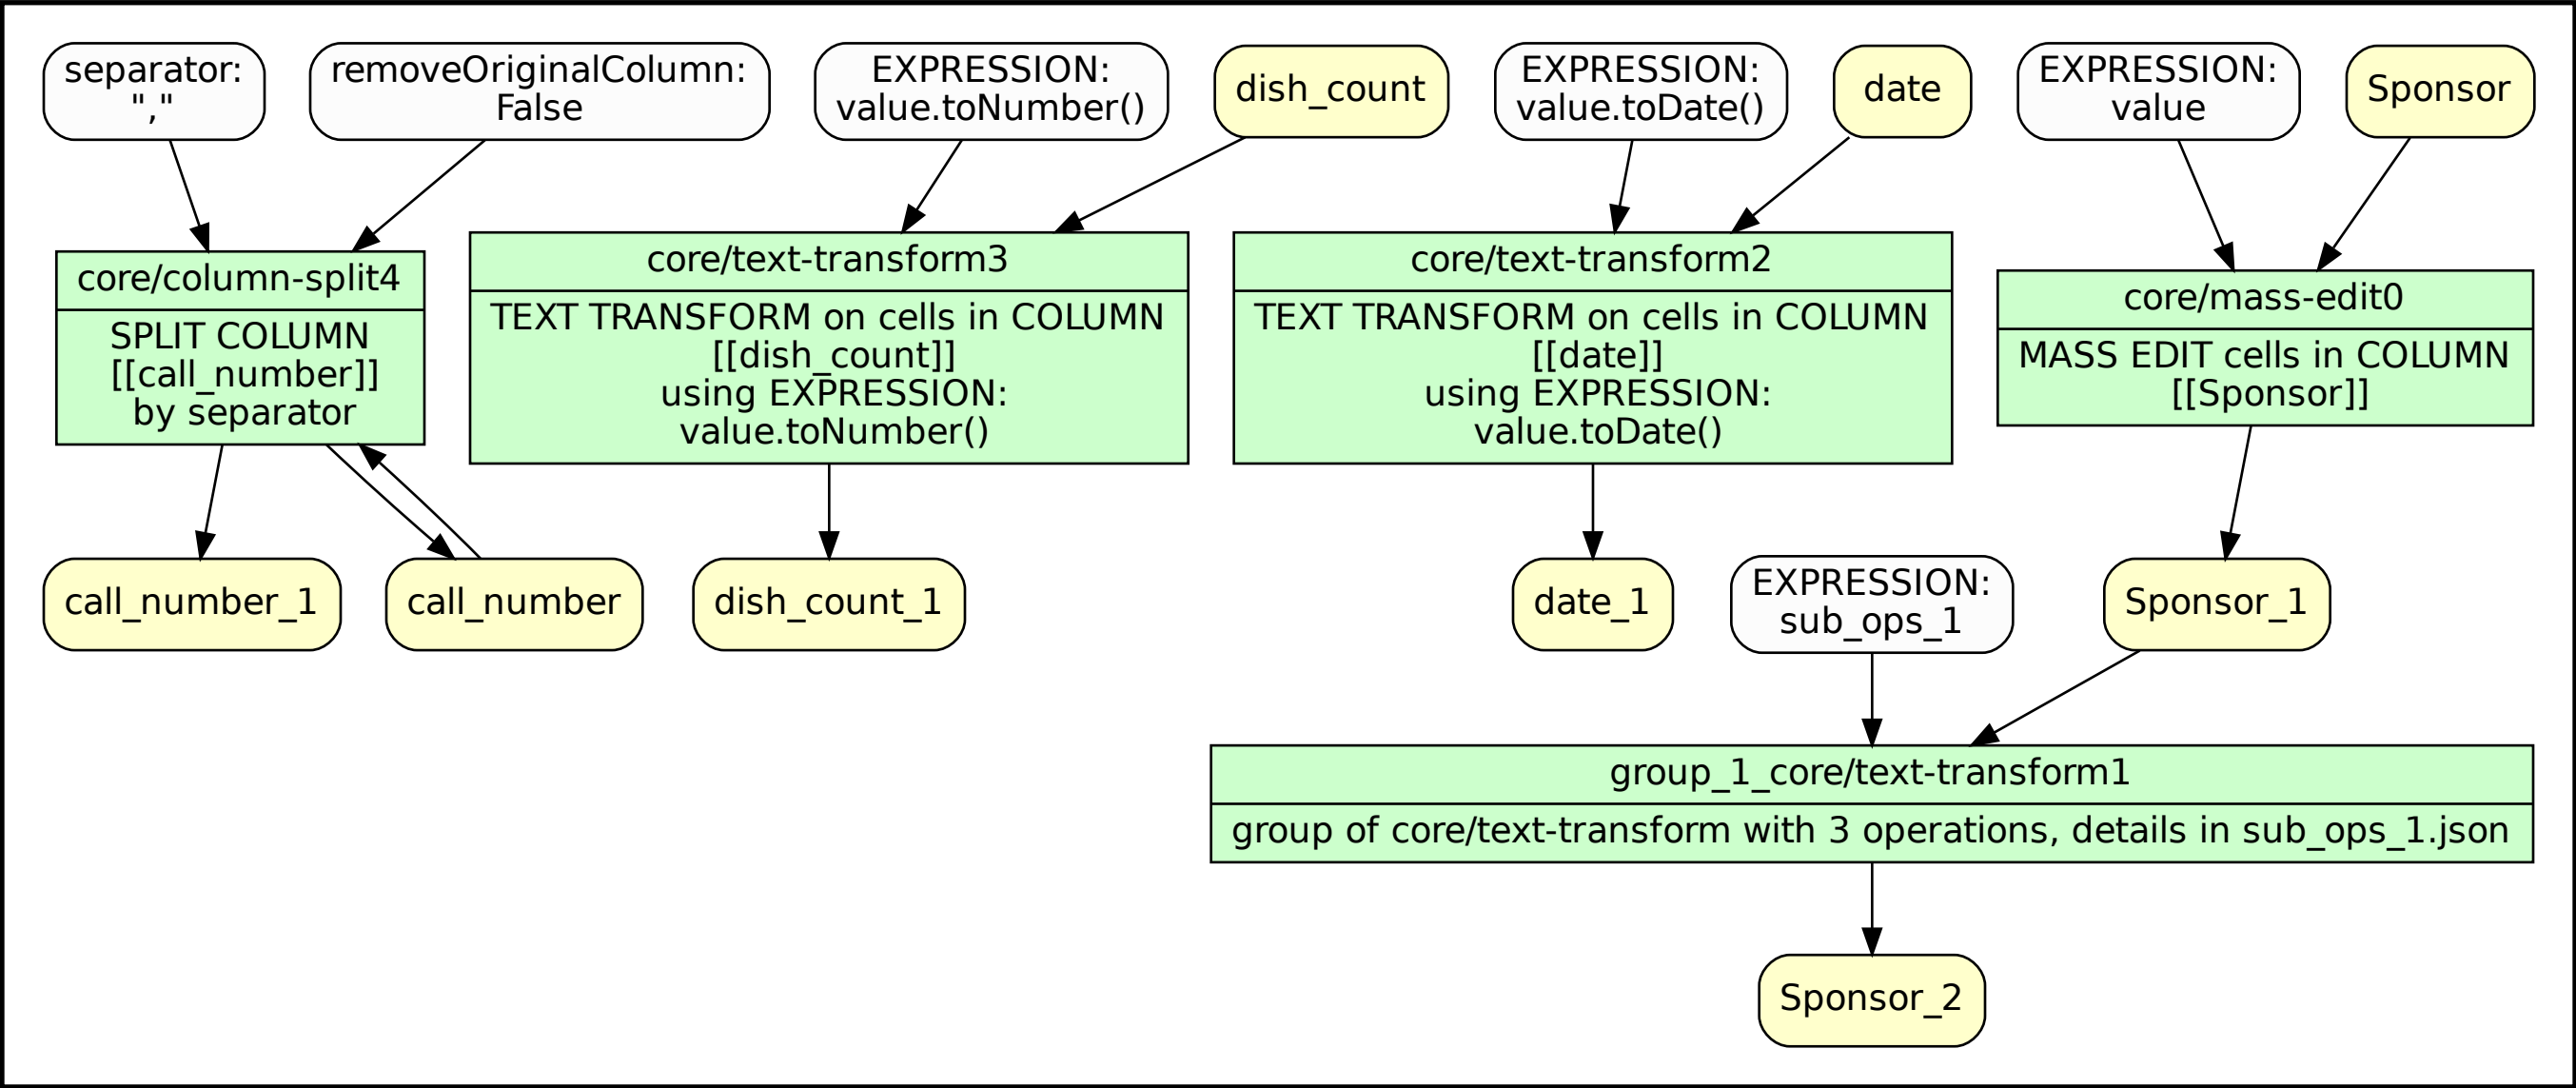 separator:
","
removeOriginalColumn:
False
EXPRESSION:
value.toNumber()
dish_count
EXPRESSION:
value.toDate()
date
EXPRESSION:
value
Sponsor
core/column-split4
SPLIT COLUMN
[[call_number]]
by separator
core/text-transform3
TEXT TRANSFORM on cells in COLUMN
[[dish_count]]
using EXPRESSION:
value.toNumber()
core/text-transform2
TEXT TRANSFORM on cells in COLUMN
[[date]]
using EXPRESSION:
value.toDate()
core/mass-edit0
MASS EDIT cells in COLUMN
[[Sponsor]]
call_number_1
call_number
dish_count_1
date_1
EXPRESSION:
sub_ops_1
Sponsor_1
group_1_core/text-transform1
group of core/text-transform with 3 operations, details in sub_ops_1.json
Sponsor_2